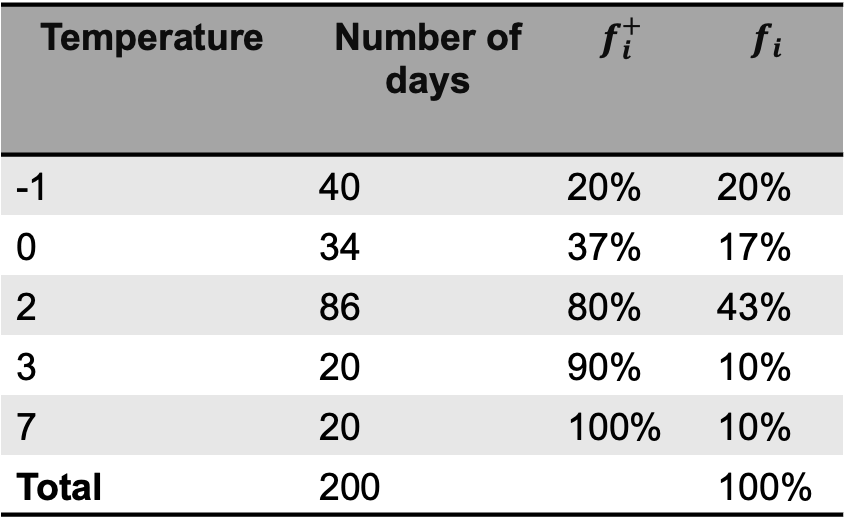 Temperature Number of days f_i^+ f_i
-1 40 20% 20%
0 34 37% 17%
2 86 80% 43%
3 20 90% 10%
7 20 100% 10%
Total 200 100%